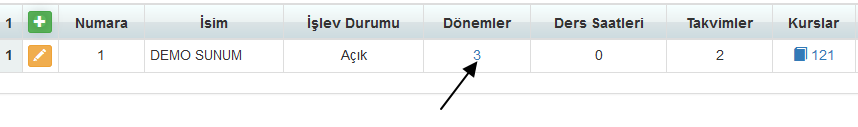 1 Numara İsim İşlev Durumu Dönemler Ders Saatleri Takvimler Kurslar
1 1 DEMO SUNUM Açık 3 0 2 121